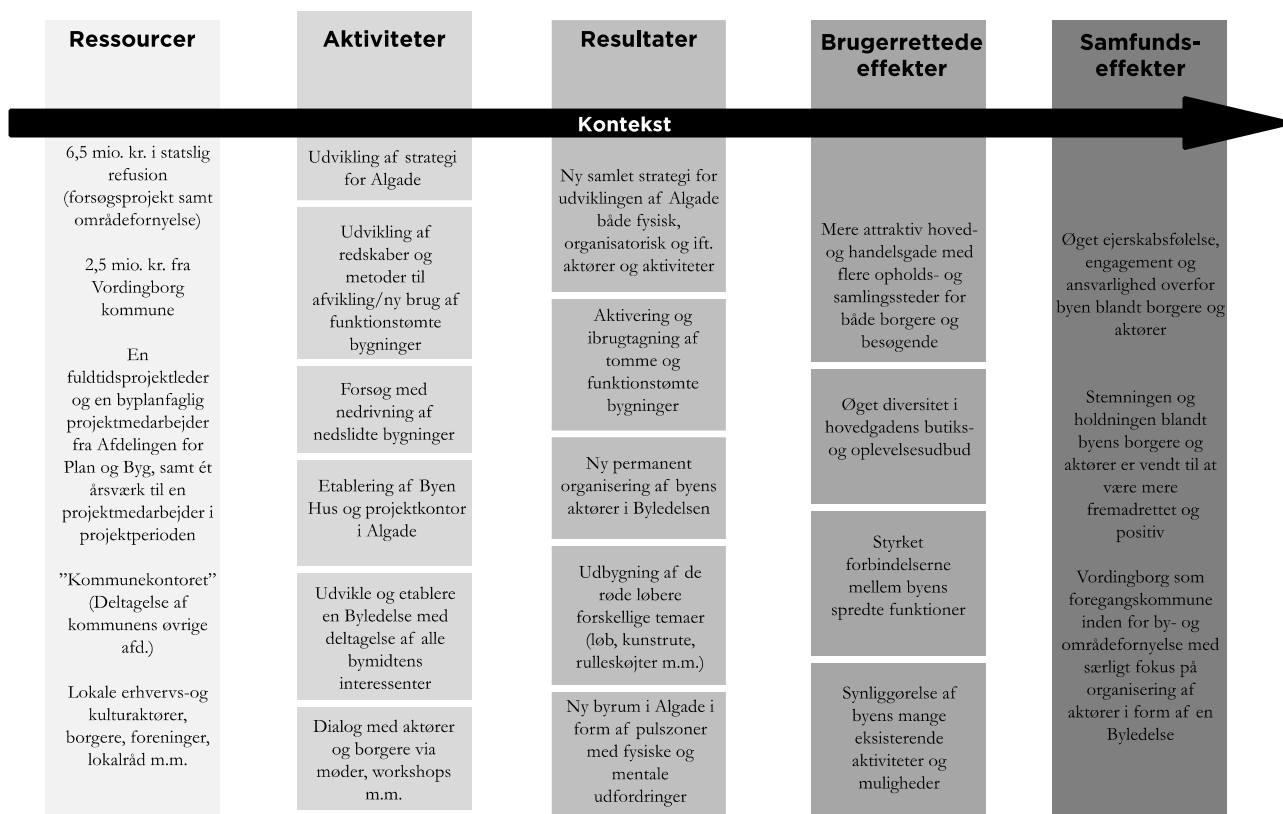 Ressourcer
Aktiviteter
Resultater
Brugerrettede
effekter
Samfunds-
effekter
Kontekst
6,5 mio. kr. i statslig
refusion
(forsøgsprojekt samt
områdefornyelse)
2,5 mio. kr. fra
Vordingborg
kommune
En
fuldtidsprojektleder
og en byplanfaglig
projektmedarbejder
fra Afdelingen for
Plan og Byg, samt ét
årsværk til en
projektmedarbejder i
projektperioden
”Kommunekontoret”
(Deltagelse af
kommunens øvrige
afd.)
Lokale erhvervs-og
kulturaktører,
borgere, foreninger,
lokalråd m.m.
Udvikling af strategi
for Algade
Udvikling af
redskaber og
metoder til
afvikling/ny brug af
funktionstømte
bygninger
Forsøg med
nedrivning af
nedslidte bygninger
Etablering af Byen
Hus og projektkontor
i Algade
Udvikle og etablere
en Byledelse med
deltagelse af alle
bymidtens
interessenter
Dialog med aktører
og borgere via
møder, workshops
m.m.
Ny samlet strategi for
udviklingen af Algade
både fysisk,
organisatorisk og ift.
aktører og aktiviteter
Aktivering og
ibrugtagning af
tomme og
funktionstømte
bygninger
Ny permanent
organisering af byens
aktører i Byledelsen
Udbygning af de
røde løbere
forskellige temaer
(løb, kunstrute,
rulleskøjter m.m.)
Ny byrum i Algade i
form af pulszoner
med fysiske og
mentale
udfordringer
Mere attraktiv hoved-
og handelsgade med
flere opholds- og
samlingssteder for
både borgere og
besøgende
Øget diversitet i
hovedgadens butiks-
og oplevelsesudbud
Styrket
forbindelserne
mellem byens
spredte funktioner
Synliggørelse af
byens mange
eksisterende
aktiviteter og
muligheder
Øget ejerskabsfølelse,
engagement og
ansvarlighed overfor
byen blandt borgere og
aktører
Stemningen og
holdningen blandt
byens borgere og
aktører er vendt til at
være mere
fremadrettet og
positiv
Vordingborg som
foregangskommune
inden for by- og
områdefornyelse med
særligt fokus på
organisering af
aktører i form af en
Byledelse